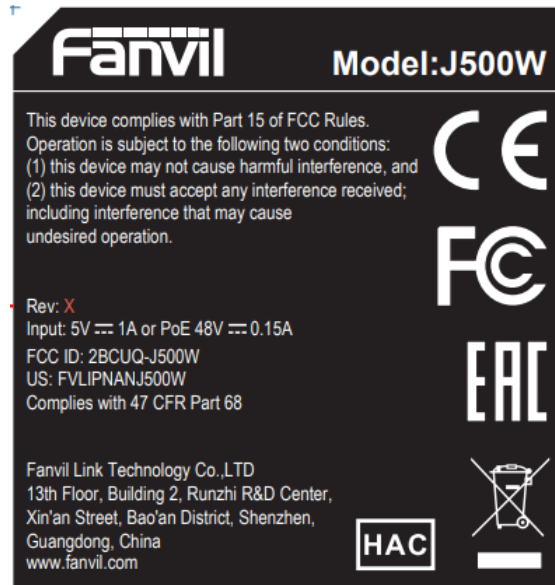 Fanvil
Model:J500W
This device complies with Part 15 of FCC Rules.
Operation is subject to the following two conditions:
(1) this device may not cause harmful interference, and
(2) this device must accept any interference received;
including interference that may cause
undesired operation.
CE
FC
Rev: X
Input: 5V ⎓ 1A or PoE 48V ⎓ 0.15A
FCC ID: 2BCUQ-J500W
US: FVLIPNANJ500W
Complies with 47 CFR Part 68
EAC
Fanvil Link Technology Co.,LTD
13th Floor, Building 2, Runzhi R&D Center,
Xin'an Street, Bao'an District, Shenzhen,
Guangdong, China
www.fanvil.com
HAC